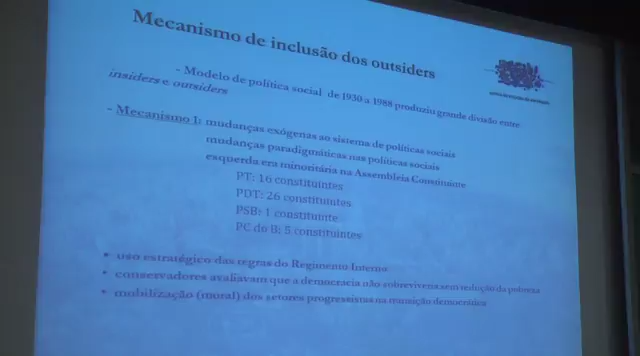 Mecanismo de inclusão dos outsiders
- Modelo de política social de 1930 a 1988 produziu grande divisão entre
insiders e outsiders
- Mecanismo I: mudanças exógenas ao sistema de políticas sociais
mudanças paradigmáticas nas políticas sociais
esquerda era minoritária na Assembleia Constituinte
PT: 16 constituintes
PDT: 26 constituintes
PSB: 1 constituinte
PC do B: 5 constituintes
• uso estratégico das regras do Regimento Interno
• conservadores avaliavam que a democracia não sobreviveria sem redução da pobreza
• mobilização (mural) dos setores progressistas na transição democrática